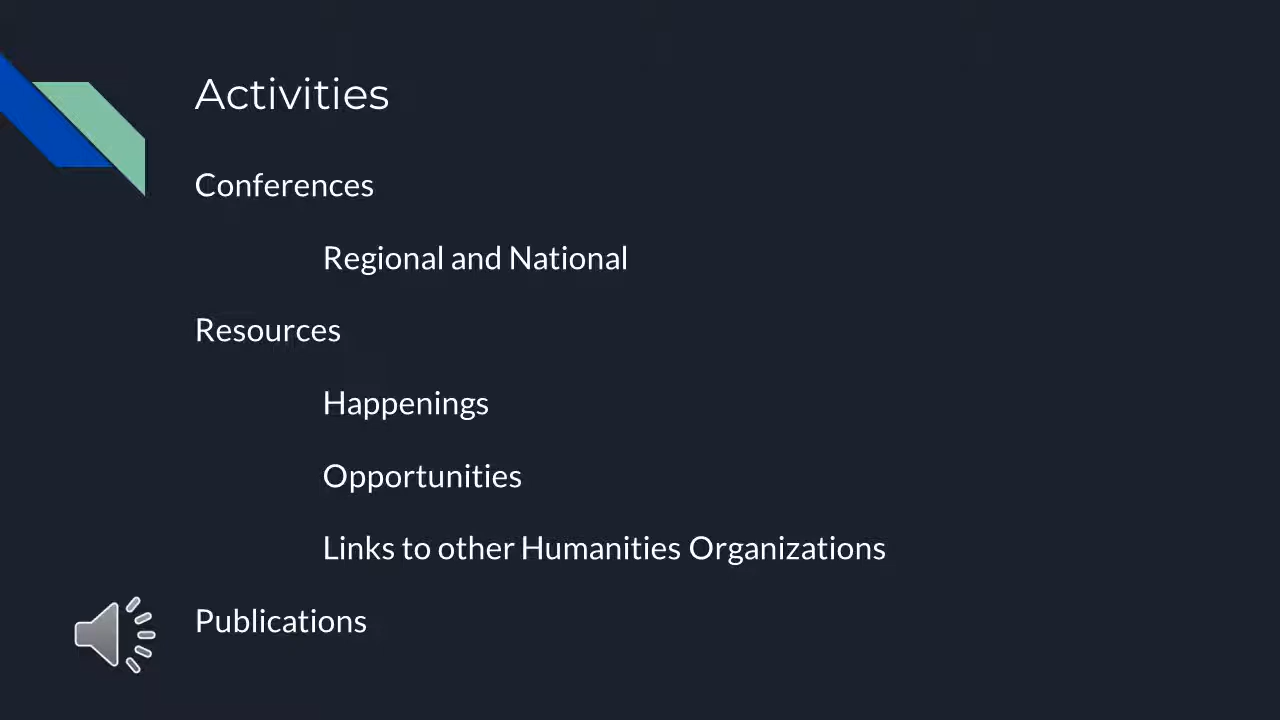 Activities
Conferences
Regional and National
Resources
Happenings
Opportunities
Links to other Humanities Organizations
Publications